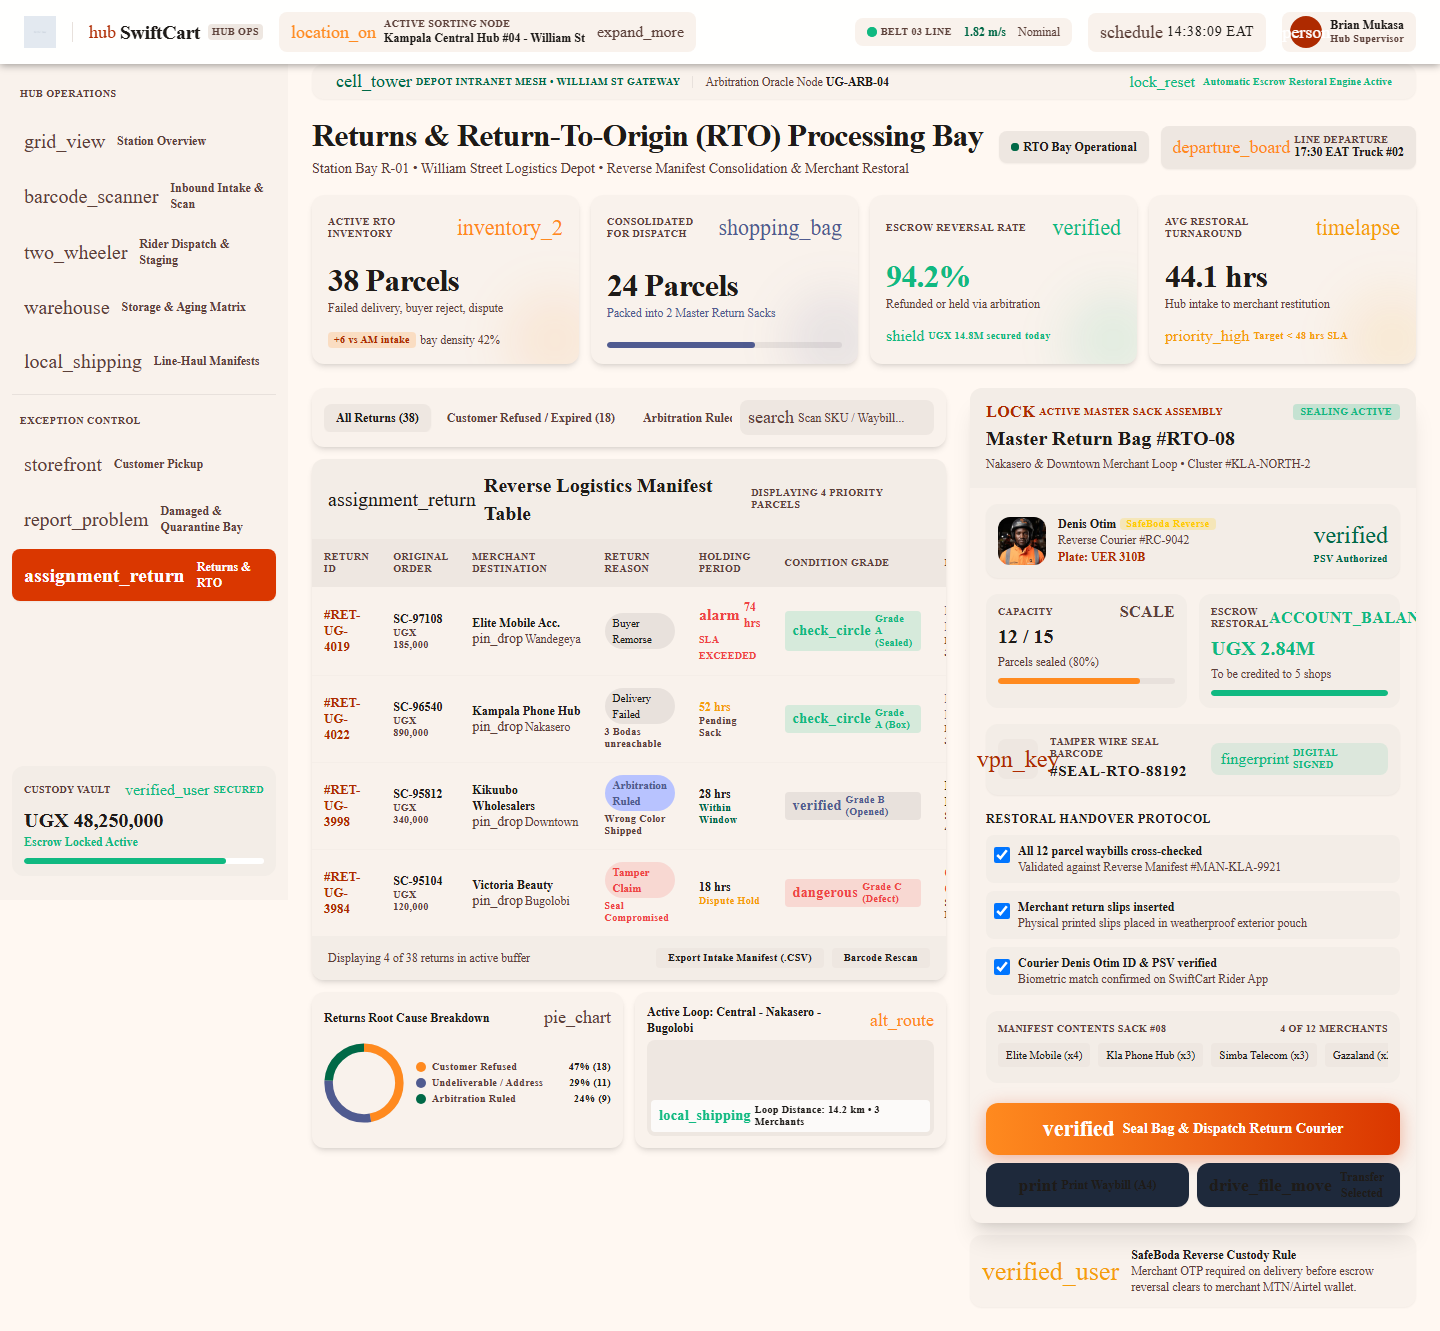 hub SwiftCart HUB OPS
location_on ACTIVE SORTING NODE
Kampala Central Hub #04 - William St expand_more
BELT 03 LINE 1.82 m/s Nominal
schedule 14:38:09 EAT
Brian Mukasa
Hub Supervisor
HUB OPERATIONS
grid_view Station Overview
barcode_scanner Inbound Intake &
Scan
two_wheeler Rider Dispatch &
Staging
warehouse Storage & Aging Matrix
local_shipping Line-Haul Manifests
EXCEPTION CONTROL
storefront Customer Pickup
report_problem Damaged &
Quarantine Bay
assignment_return Returns &
RTO
CUSTODY VAULT verified_user SECURED
UGX 48,250,000
Escrow Locked Active
cell_tower DEPOT INTRANET MESH • WILLIAM ST GATEWAY
Arbitration Oracle Node UG-ARB-04
lock_reset Automatic Escrow Restoral Engine Active
Returns & Return-To-Origin (RTO) Processing Bay
Station Bay R-01 • William Street Logistics Depot • Reverse Manifest Consolidation & Merchant Restoral
RTO Bay Operational
departure_board LINE DEPARTURE
17:30 EAT Truck #02
ACTIVE RTO
INVENTORY
inventory_2
38 Parcels
Failed delivery, buyer reject, dispute
+6 vs AM intake bay density 42%
CONSOLIDATED
FOR DISPATCH
shopping_bag
24 Parcels
Packed into 2 Master Return Sacks
ESCROW REVERSAL RATE verified
94.2%
Refunded or held via arbitration
shield UGX 14.8M secured today
AVG RESTORAL
TURNAROUND
timelapse
44.1 hrs
Hub intake to merchant restitution
priority_high Target < 48 hrs SLA
All Returns (38) Customer Refused / Expired (18) Arbitration Ruled
search Scan SKU / Waybill...
assignment_return Reverse Logistics Manifest
Table
DISPLAYING 4 PRIORITY
PARCELS
RETURN
ID
ORIGINAL
ORDER
MERCHANT
DESTINATION
RETURN
REASON
HOLDING
PERIOD
CONDITION GRADE
#RET-
UG-
4019
SC-97108
UGX
185,000
Elite Mobile Acc.
pin_drop Wandegeya
Buyer
Remorse
alarm 74
hrs
SLA
EXCEEDED
check_circle Grade
A
(Sealed)
#RET-
UG-
4022
SC-96540
UGX
890,000
Kampala Phone Hub
pin_drop Nakasero
Delivery
Failed
3 Bodas
unreachable
52 hrs
Pending
Sack
check_circle Grade
A (Box)
#RET-
UG-
3998
SC-95812
UGX
340,000
Kikuubo
Wholesalers
pin_drop Downtown
Arbitration
Ruled
Wrong Color
Shipped
28 hrs
Within
Window
verified Grade B
(Opened)
#RET-
UG-
3984
SC-95104
UGX
120,000
Victoria Beauty
pin_drop Bugolobi
Tamper
Claim
Seal
Compromised
18 hrs
Dispute Hold
dangerous Grade C
(Defect)
Displaying 4 of 38 returns in active buffer
Export Intake Manifest (.CSV) Barcode Rescan
Returns Root Cause Breakdown pie_chart
Customer Refused 47% (18)
Undeliverable / Address 29% (11)
Arbitration Ruled 24% (9)
Active Loop: Central - Nakasero -
Bugolobi
alt_route
local_shipping Loop Distance: 14.2 km • 3
Merchants
LOCK ACTIVE MASTER SACK ASSEMBLY SEALING ACTIVE
Master Return Bag #RTO-08
Nakasero & Downtown Merchant Loop • Cluster #KLA-NORTH-2
Denis Otim SafeBoda Reverse
Reverse Courier #RC-9042
Plate: UER 310B
verified
PSV Authorized
CAPACITY SCALE
12 / 15
Parcels sealed (80%)
ESCROW
RESTORAL
ACCOUNT_BALAN
UGX 2.84M
To be credited to 5 shops
vpn_key TAMPER WIRE SEAL
BARCODE
#SEAL-RTO-88192
fingerprint DIGITAL
SIGNED
RESTORAL HANDOVER PROTOCOL
All 12 parcel waybills cross-checked
Validated against Reverse Manifest #MAN-KLA-9921
Merchant return slips inserted
Physical printed slips placed in weatherproof exterior pouch
Courier Denis Otim ID & PSV verified
Biometric match confirmed on SwiftCart Rider App
MANIFEST CONTENTS SACK #08 4 OF 12 MERCHANTS
Elite Mobile (x4) Kla Phone Hub (x3) Simba Telecom (x3) Gazaland
verified Seal Bag & Dispatch Return Courier
print Print Waybill (A4)
drive_file_move Transfer
Selected
verified_user SafeBoda Reverse Custody Rule
Merchant OTP required on delivery before escrow
reversal clears to merchant MTN/Airtel wallet.